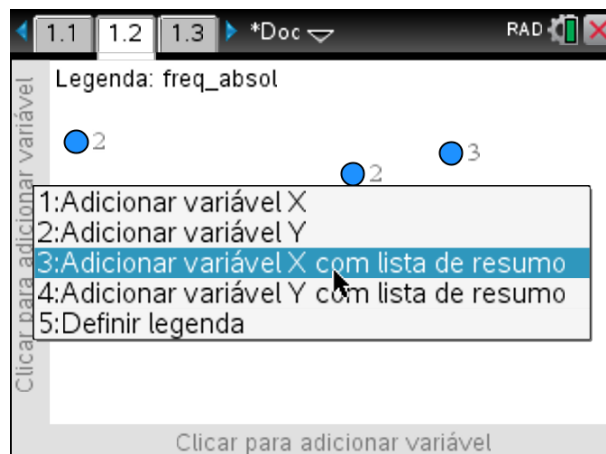 1.1 1.2 1.3 *Doc RAD
Legenda: freq_absol
2
3
2
1:Adicionar variável X
2:Adicionar variável Y
3:Adicionar variável X com lista de resumo
4:Adicionar variável Y com lista de resumo
5:Definir legenda
Clicar para adicionar variável
Clicar para adicionar variável